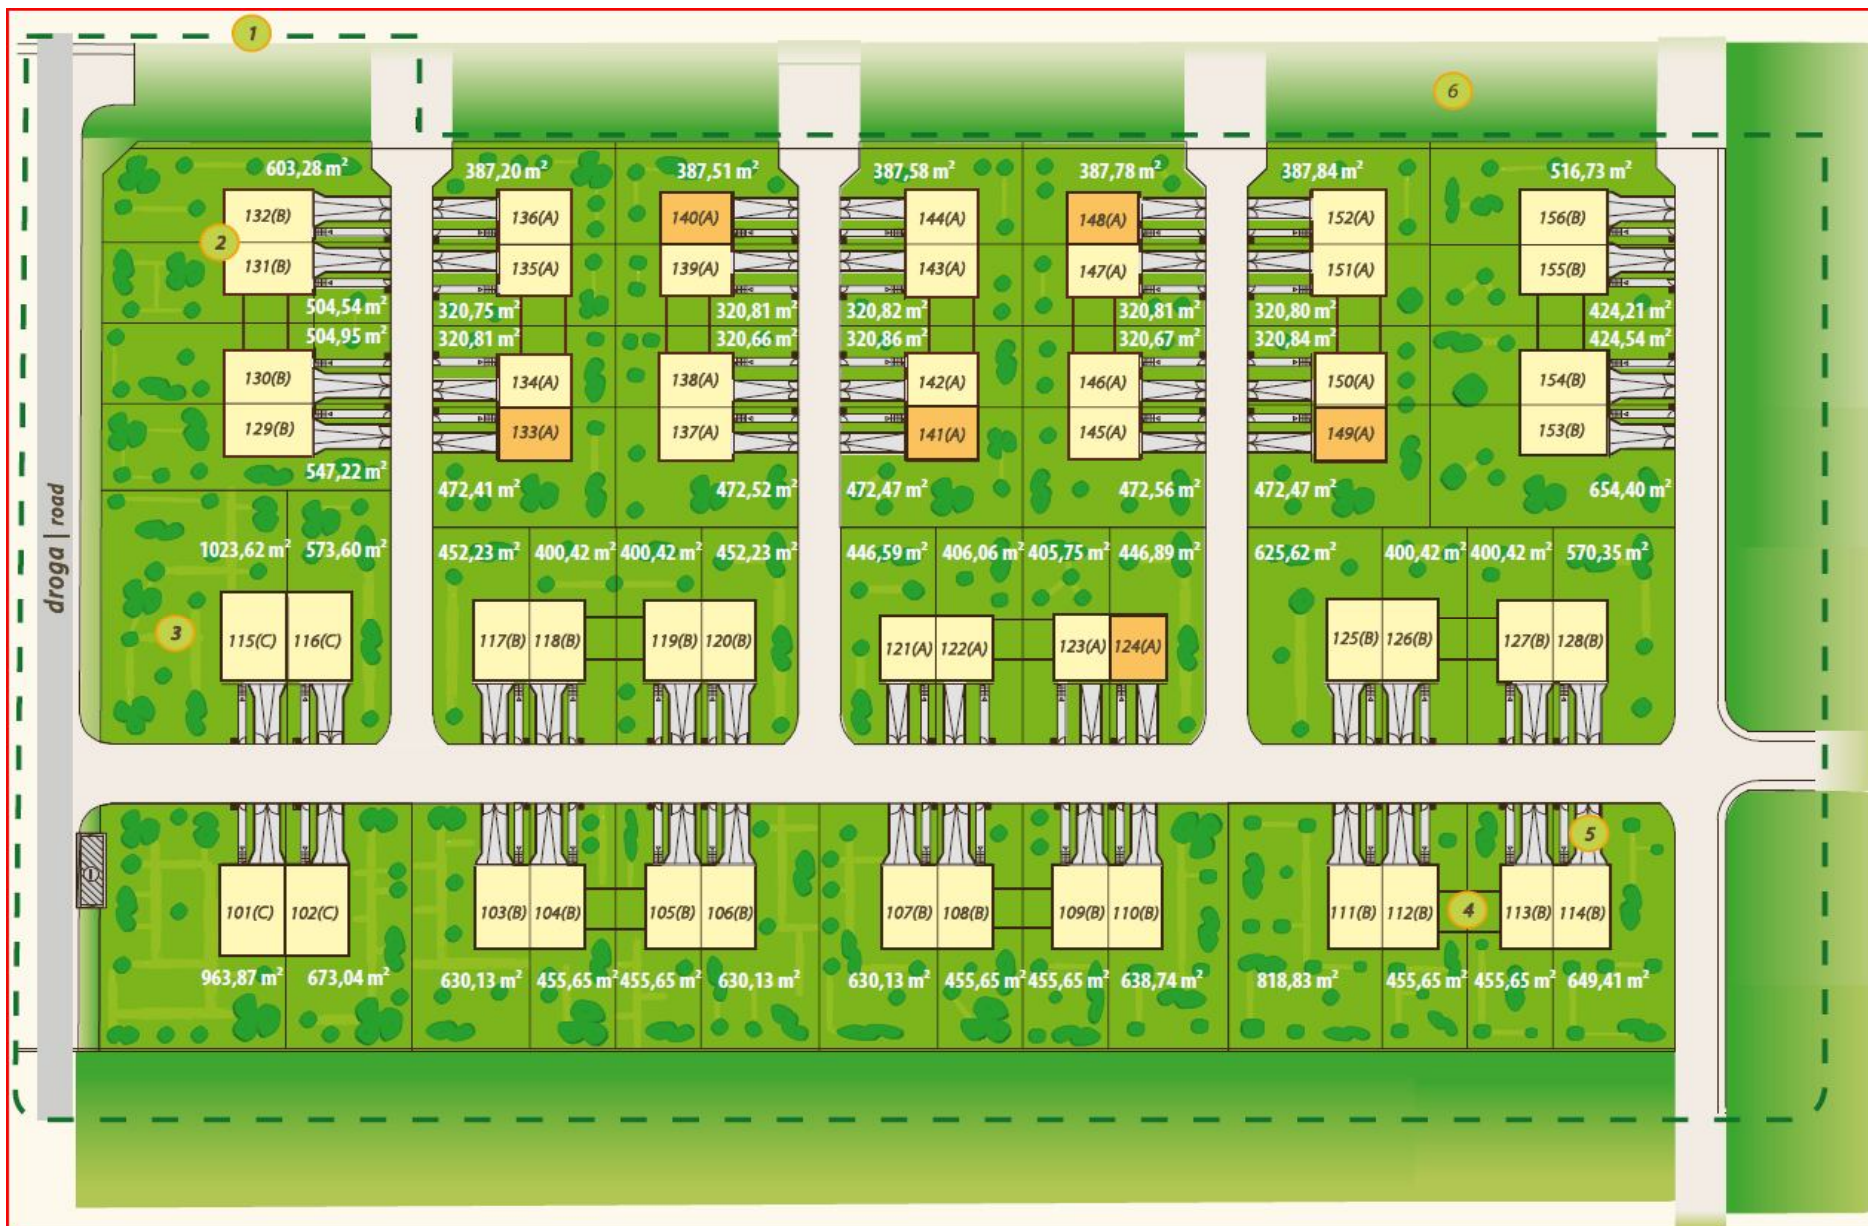 1
6
603,28 m²
387,20 m²
387,51 m²
387,58 m²
387,78 m²
387,84 m²
516,73 m²
132(B)
136(A)
140(A)
144(A)
148(A)
152(A)
156(B)
2
131(B)
135(A)
139(A)
143(A)
147(A)
151(A)
155(B)
504,54 m²
320,75 m²
320,81 m²
320,82 m²
320,81 m²
320,80 m²
424,21 m²
504,95 m²
320,81 m²
320,66 m²
320,86 m²
320,67 m²
320,84 m²
424,54 m²
130(B)
134(A)
138(A)
142(A)
146(A)
150(A)
154(B)
129(B)
133(A)
137(A)
141(A)
145(A)
149(A)
153(B)
547,22 m²
472,41 m²
472,52 m²
472,47 m²
472,56 m²
472,47 m²
654,40 m²
droga | road
1023,62 m²
573,60 m²
452,23 m²
400,42 m²
400,42 m²
452,23 m²
446,59 m²
406,06 m²
405,75 m²
446,89 m²
625,62 m²
400,42 m²
400,42 m²
570,35 m²
3
115(C)
116(C)
117(B)
118(B)
119(B)
120(B)
121(A)
122(A)
123(A)
124(A)
125(B)
126(B)
127(B)
128(B)
5
101(C)
102(C)
103(B)
104(B)
105(B)
106(B)
107(B)
108(B)
109(B)
110(B)
111(B)
112(B)
4
113(B)
114(B)
963,87 m²
673,04 m²
630,13 m²
455,65 m²
455,65 m²
630,13 m²
630,13 m²
455,65 m²
455,65 m²
638,74 m²
818,83 m²
455,65 m²
455,65 m²
649,41 m²